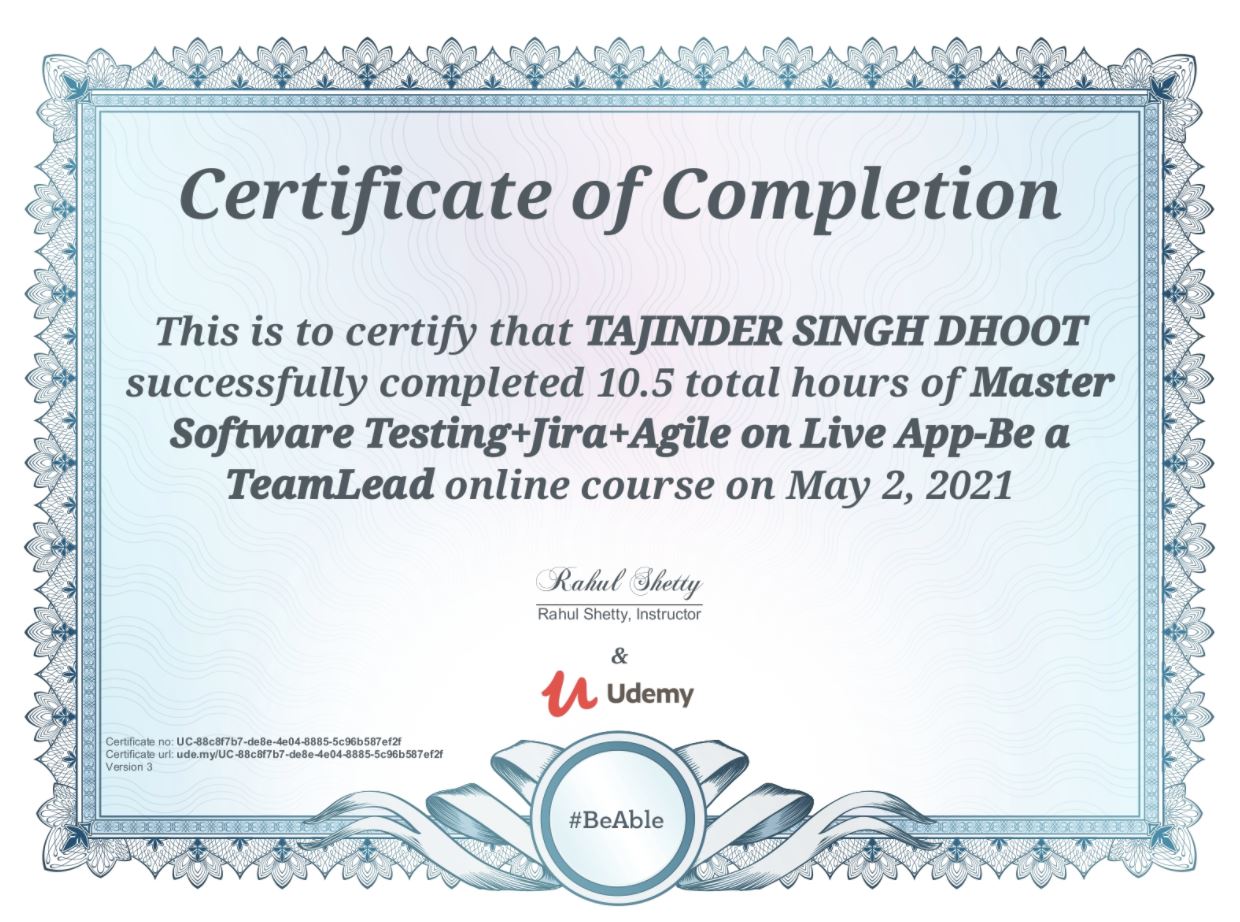 Certificate of Completion
This is to certify that TAJINDER SINGH DHOOT
successfully completed 10.5 total hours of Master
Software Testing+Jira+Agile on Live App-Be a
TeamLead online course on May 2, 2021
Rahul Shetty
Rahul Shetty, Instructor
&
Udemy
Certificate no: UC-88c8f7b7-de8e-4e04-8885-5c96b587ef2f
Certificate url: ude.my/UC-88c8f7b7-de8e-4e04-8885-5c96b587ef2f
Version 3
#BeAble